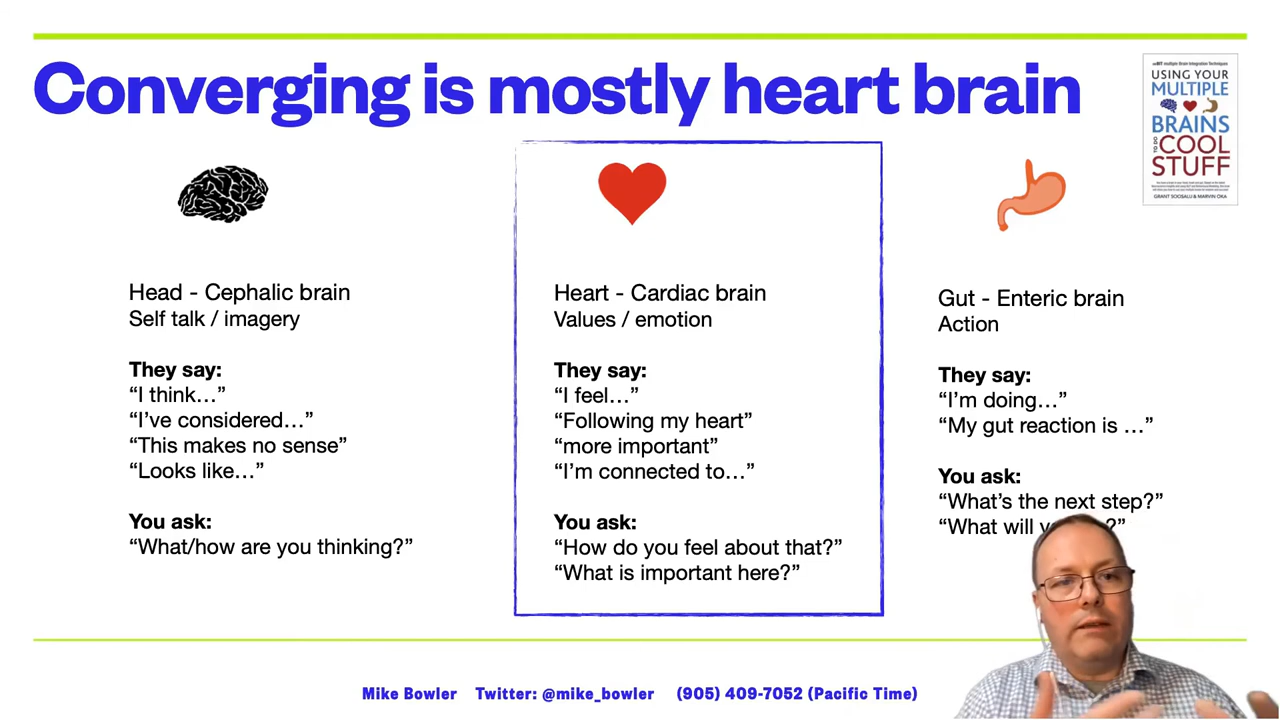 Converging is mostly heart brain
USING YOUR
MULTIPLE
BRAINS
TO DO
COOL
STUFF
GRANT SOOSALU & MARVIN OKA
Head - Cephalic brain
Self talk / imagery
They say:
“I think…”
“I’ve considered…”
“This makes no sense”
“Looks like…”
You ask:
“What/how are you thinking?”
Heart - Cardiac brain
Values / emotion
They say:
“I feel…”
“Following my heart”
“more important”
“I’m connected to…”
You ask:
“How do you feel about that?”
“What is important here?”
Gut - Enteric brain
Action
They say:
“I’m doing…”
“My gut reaction is …”
You ask:
“What’s the next step?”
“What will ?”
Mike Bowler Twitter: @mike_bowler (905) 409-7052 (Pacific Time)